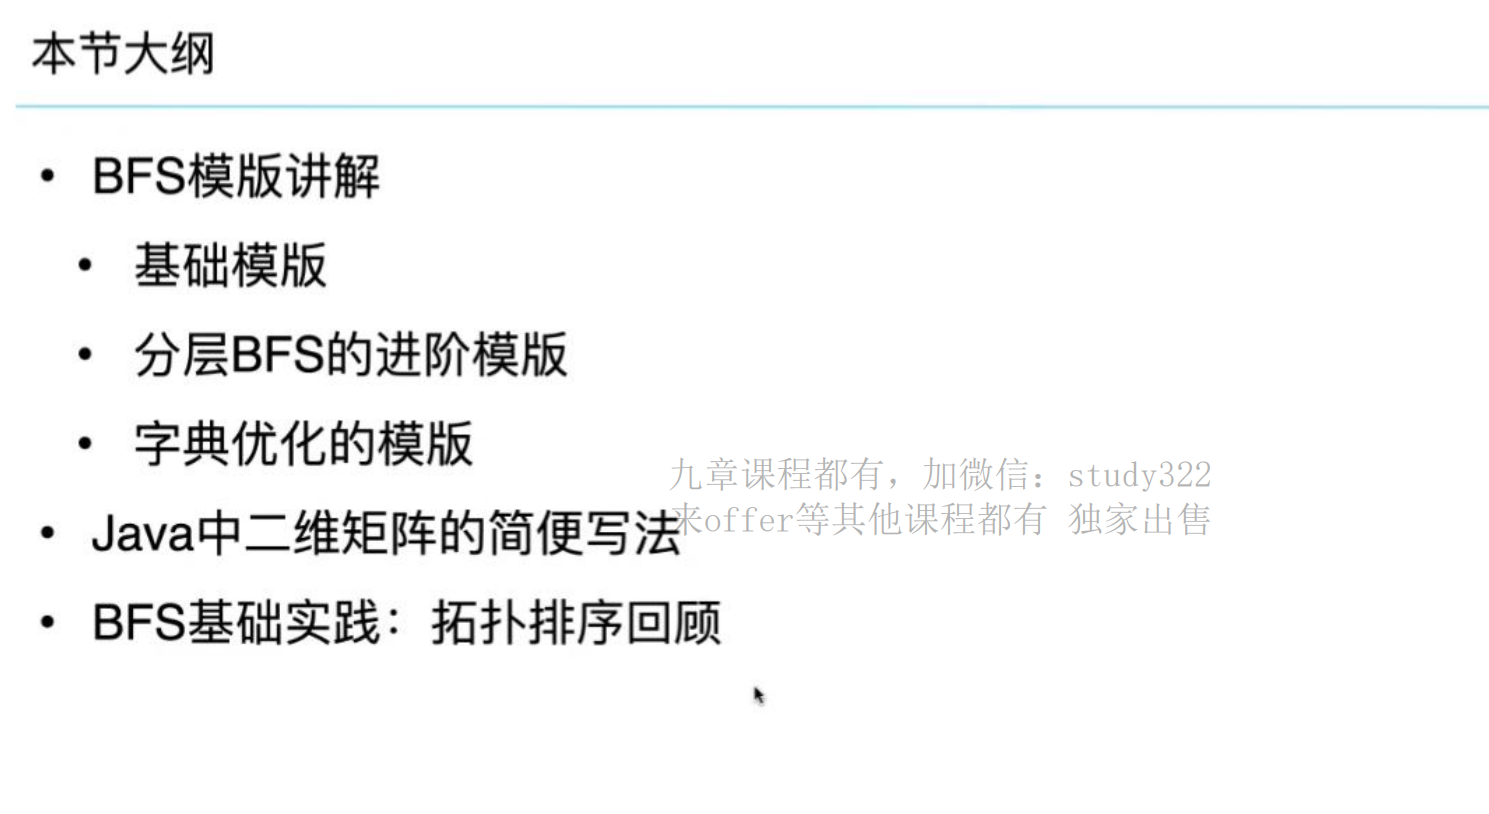 本节大纲
• BFS模版讲解
• 基础模版
• 分层BFS的进阶模版
• 字典优化的模版
九章课程都有，加微信：study322
来offer等其他课程都有 独家出售
• Java中二维矩阵的简便写法
• BFS基础实践：拓扑排序回顾